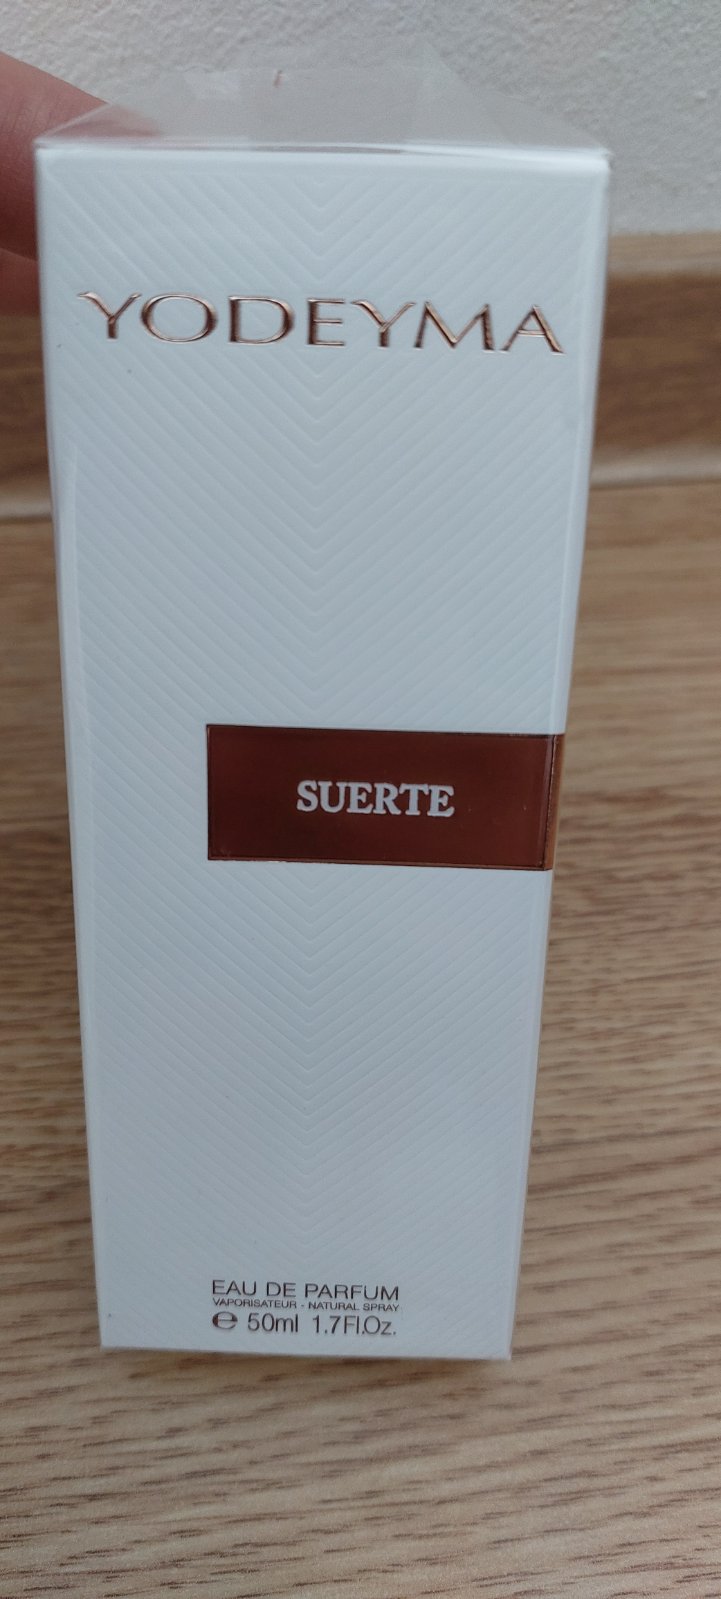 YODEYMA
SUERTE
EAU DE PARFUM
VAPORISATEUR - NATURAL SPRAY
℮ 50ml 1.7Fl.Oz.